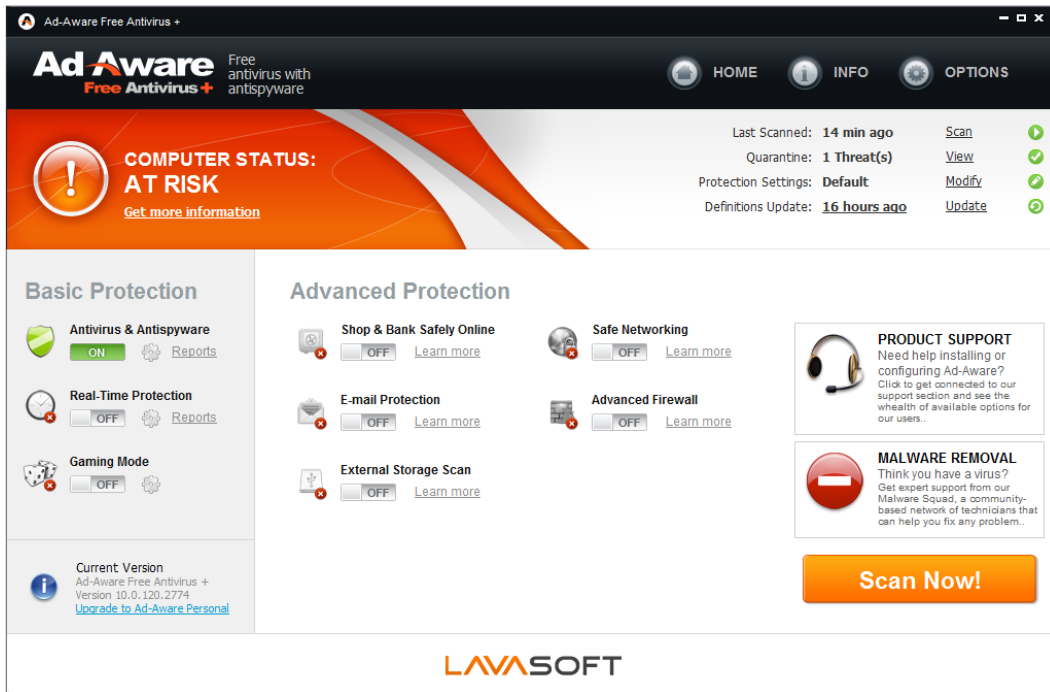 Ad-Aware Free Antivirus +
Ad-Aware
Free Antivirus+
Free
antivirus with
antispyware
HOME
INFO
OPTIONS
COMPUTER STATUS:
AT RISK
Get more information
Last Scanned: 14 min ago Scan
Quarantine: 1 Threat(s) View
Protection Settings: Default Modify
Definitions Update: 16 hours ago Update
Basic Protection
Antivirus & Antispyware
ON Reports
Real-Time Protection
OFF Reports
Gaming Mode
OFF
Advanced Protection
Shop & Bank Safely Online
OFF Learn more
Safe Networking
OFF Learn more
E-mail Protection
OFF Learn more
Advanced Firewall
OFF Learn more
External Storage Scan
OFF Learn more
PRODUCT SUPPORT
Need help installing or
configuring Ad-Aware?
Click to get connected to our
support section and see the
whealth of available options for
our users..
MALWARE REMOVAL
Think you have a virus?
Get expert support from our
Malware Squad, a community-
based network of technicians that
can help you fix any problem..
Scan Now!
Current Version
Ad-Aware Free Antivirus +
Version 10.0.120.2774
Upgrade to Ad-Aware Personal
LAVASOFT